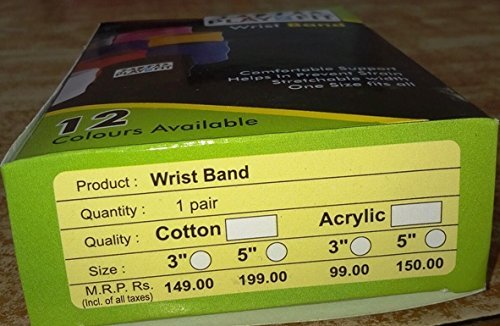 Wrist Band
Comfortable Support
Helps in Prevent Strain
One Size fits all
12
Colours Available
Product : Wrist Band
Quantity : 1 pair
Quality : Cotton Acrylic
Size : 3" 5" 3" 5"
M.R.P. Rs. 149.00 199.00 99.00 150.00
(Incl. of all taxes)